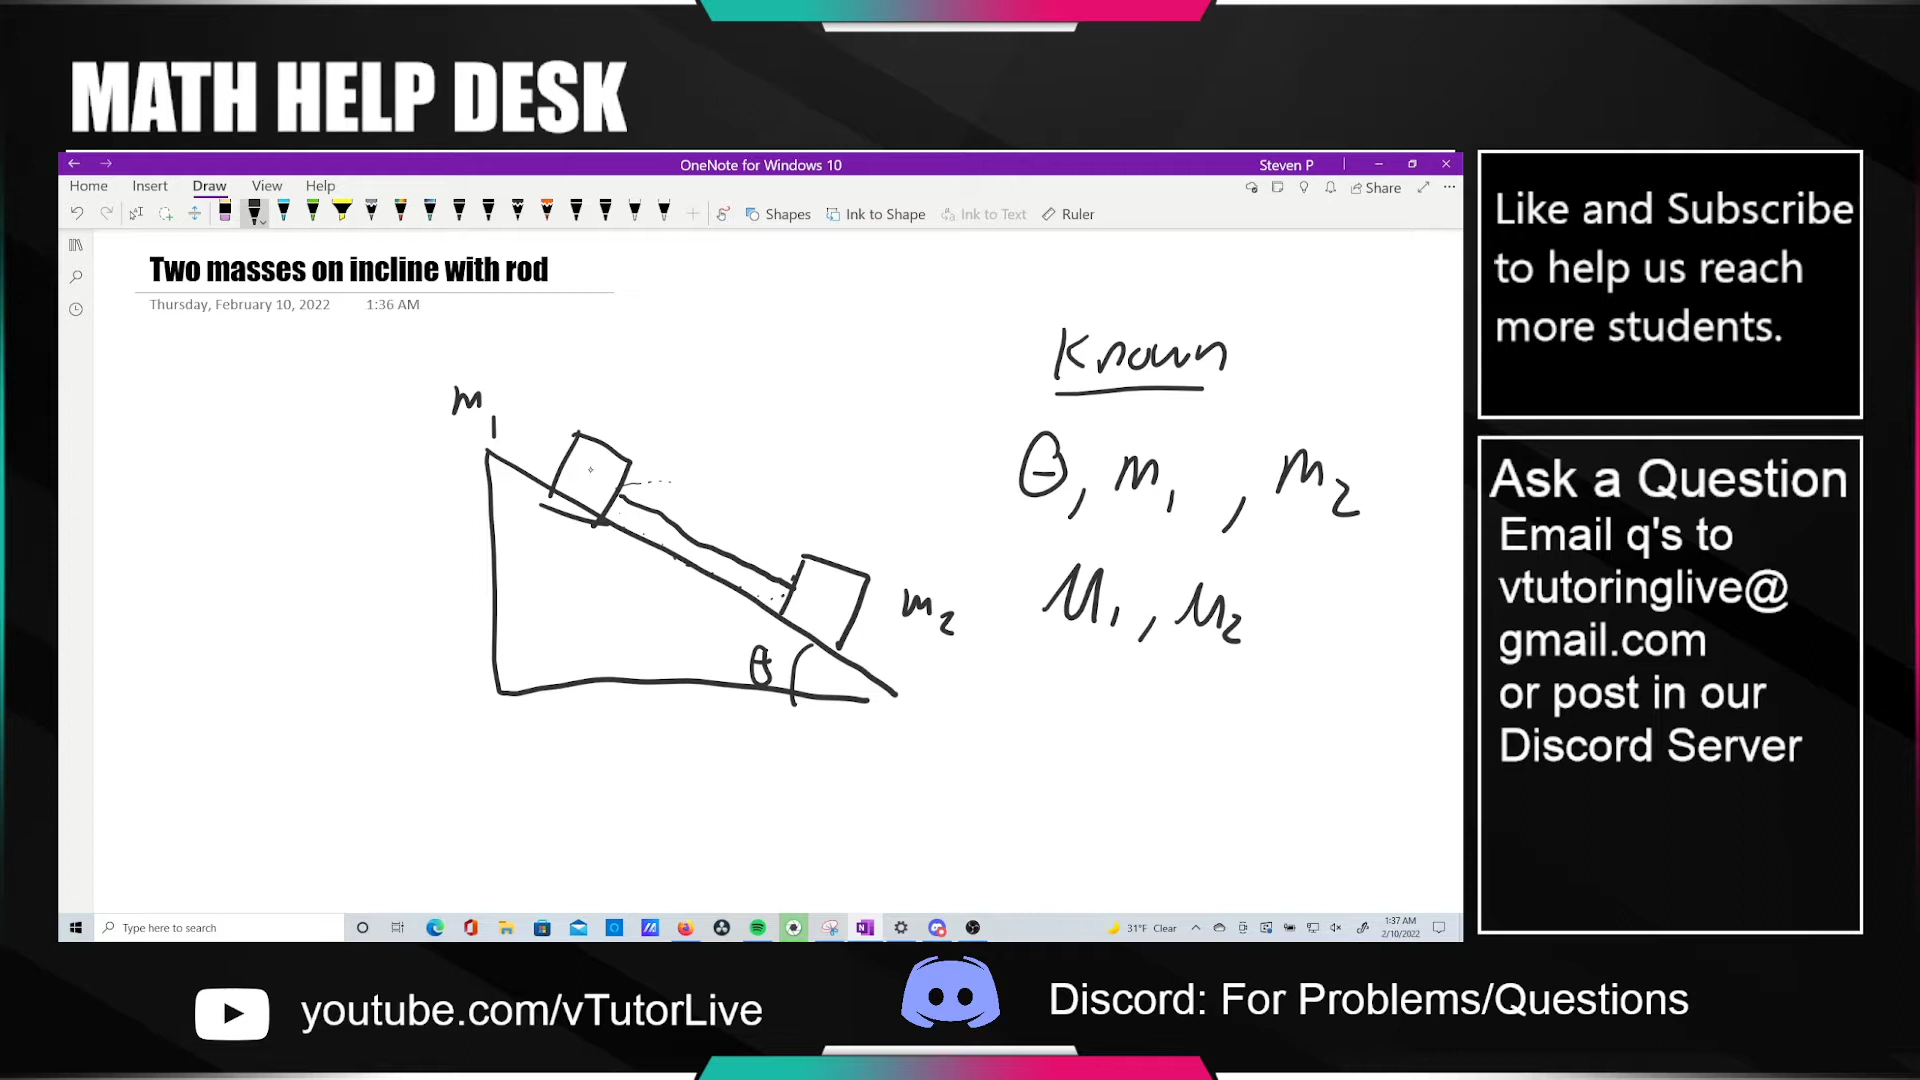 MATH HELP DESK
OneNote for Windows 10
Steven P
Home Insert Draw View Help
Share
Shapes Ink to Shape Ink to Text Ruler
Two masses on incline with rod
Thursday, February 10, 2022 1:36 AM
Known
m₁
θ, m₁, m₂
m₂
μ₁, μ₂
θ
Type here to search
31°F Clear
1:37 AM
2/10/2022
Like and Subscribe
to help us reach
more students.
Ask a Question
Email q's to
vtutoringlive@
gmail.com
or post in our
Discord Server
youtube.com/vTutorLive
Discord: For Problems/Questions